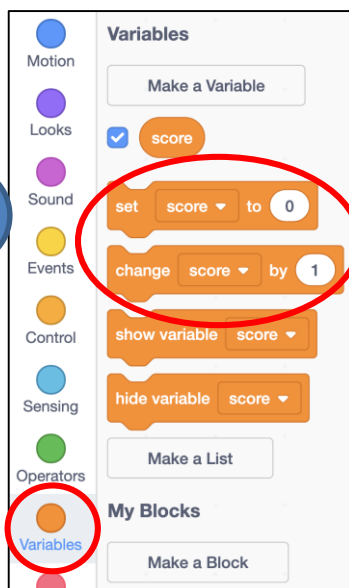 Motion
Looks
Sound
Events
Control
Sensing
Operators
Variables
Variables
Make a Variable
score
set score to 0
change score by 1
show variable score
hide variable score
Make a List
My Blocks
Make a Block